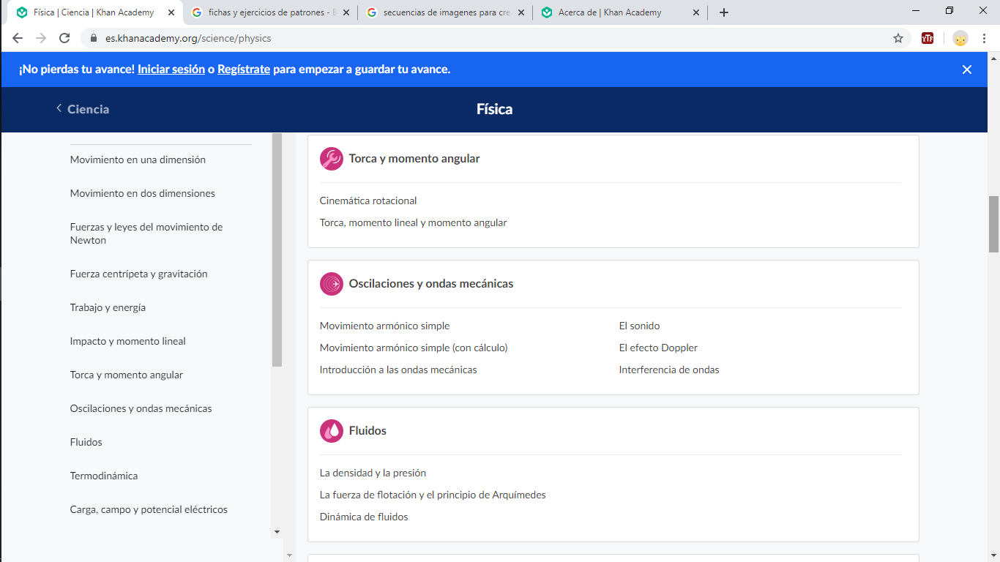 Física | Ciencia | Khan Academy
fichas y ejercicios de patrones - 
secuencias de imagenes para cre
Acerca de | Khan Academy
es.khanacademy.org/science/physics
¡No pierdas tu avance! Iniciar sesión o Regístrate para empezar a guardar tu avance.
Ciencia
Física
Movimiento en una dimensión
Movimiento en dos dimensiones
Fuerzas y leyes del movimiento de
Newton
Fuerza centrípeta y gravitación
Trabajo y energía
Impacto y momento lineal
Torca y momento angular
Oscilaciones y ondas mecánicas
Fluidos
Termodinámica
Carga, campo y potencial eléctricos
Torca y momento angular
Cinemática rotacional
Torca, momento lineal y momento angular
Oscilaciones y ondas mecánicas
Movimiento armónico simple
Movimiento armónico simple (con cálculo)
Introducción a las ondas mecánicas
El sonido
El efecto Doppler
Interferencia de ondas
Fluidos
La densidad y la presión
La fuerza de flotación y el principio de Arquímedes
Dinámica de fluidos